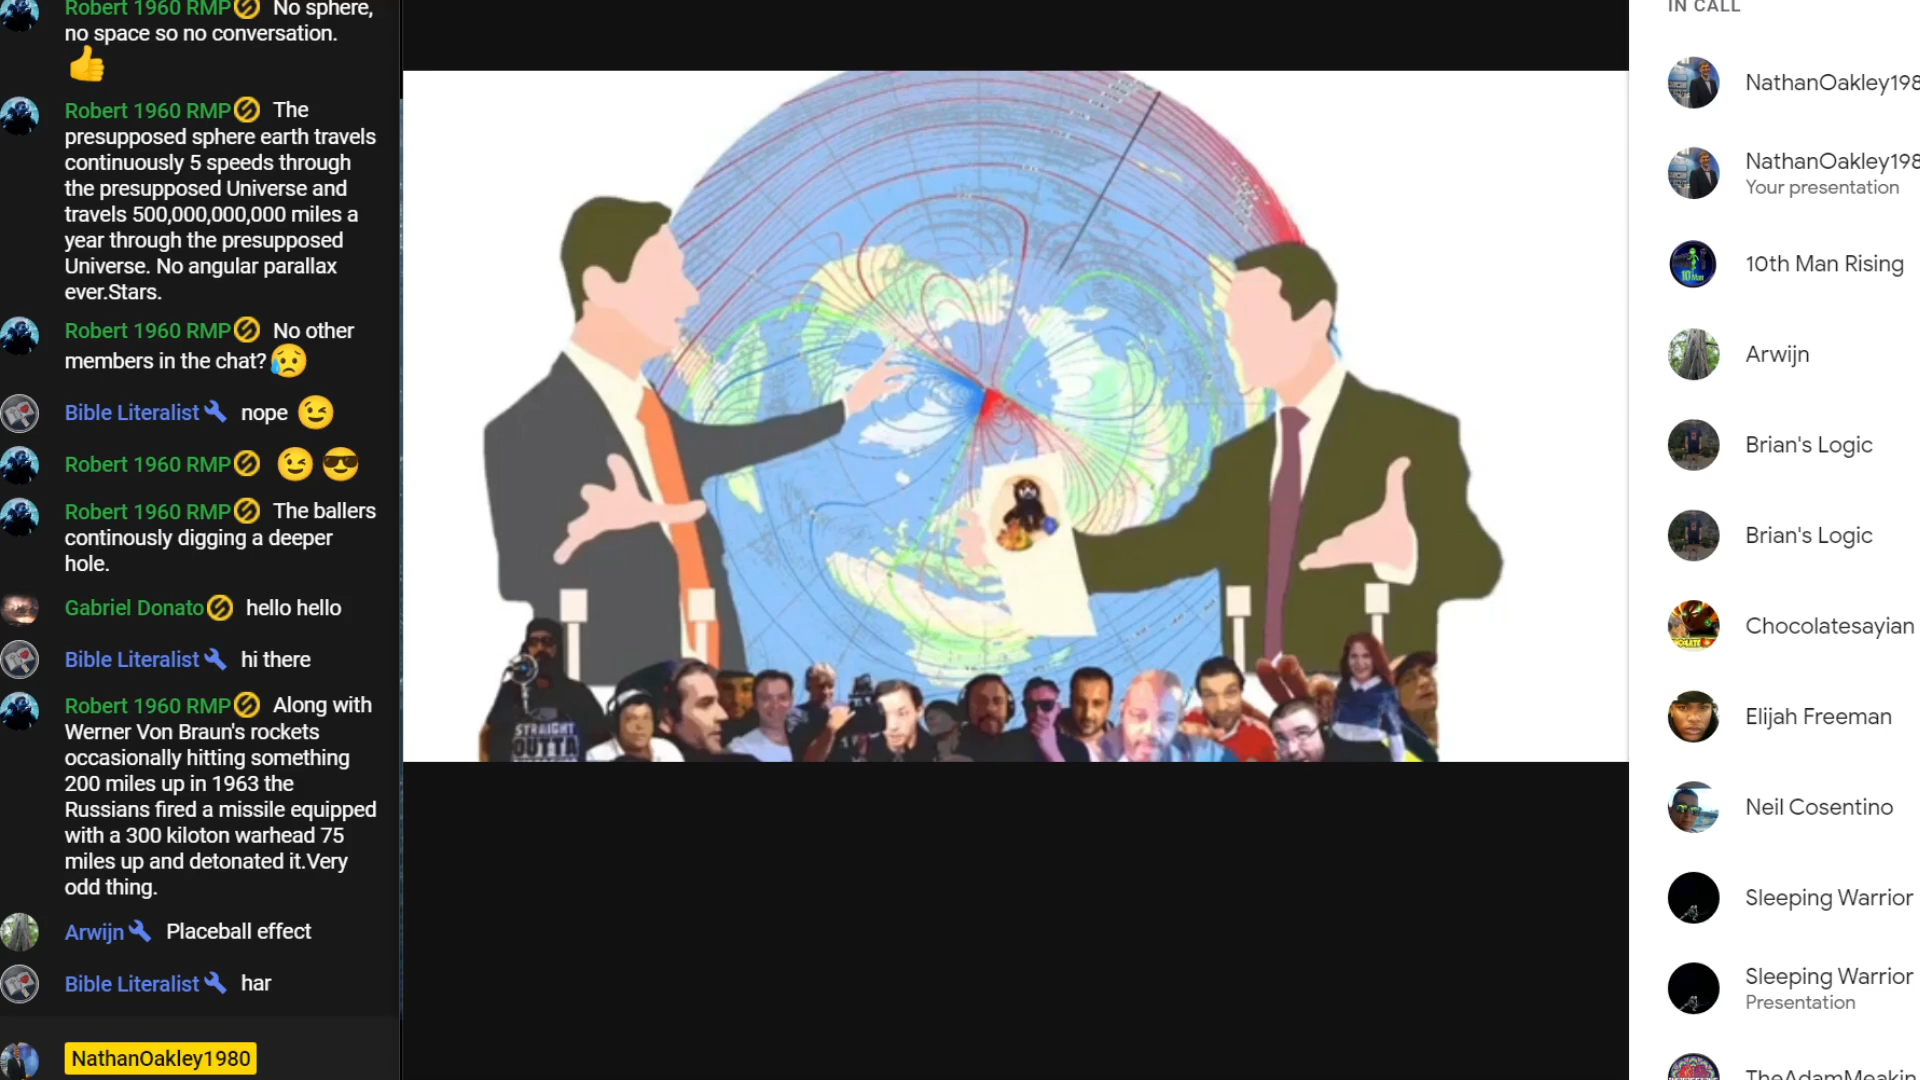 Robert 1960 RMP No sphere,
no space so no conversation.
Robert 1960 RMP The
presupposed sphere earth travels
continuously 5 speeds through
the presupposed Universe and
travels 500,000,000,000 miles a
year through the presupposed
Universe. No angular parallax
ever.Stars.
Robert 1960 RMP No other
members in the chat?
Bible Literalist nope
Robert 1960 RMP
Robert 1960 RMP The ballers
continously digging a deeper
hole.
Gabriel Donato hello hello
Bible Literalist hi there
Robert 1960 RMP Along with
Werner Von Braun's rockets
occasionally hitting something
200 miles up in 1963 the
Russians fired a missile equipped
with a 300 kiloton warhead 75
miles up and detonated it.Very
odd thing.
Arwijn Placeball effect
Bible Literalist har
NathanOakley1980
STRAIGHT
OUTTA
IN CALL
NathanOakley198
NathanOakley198
Your presentation
10th Man Rising
Arwijn
Brian's Logic
Brian's Logic
Chocolatesayian
Elijah Freeman
Neil Cosentino
Sleeping Warrior
Sleeping Warrior
Presentation
TheAdamMeakin